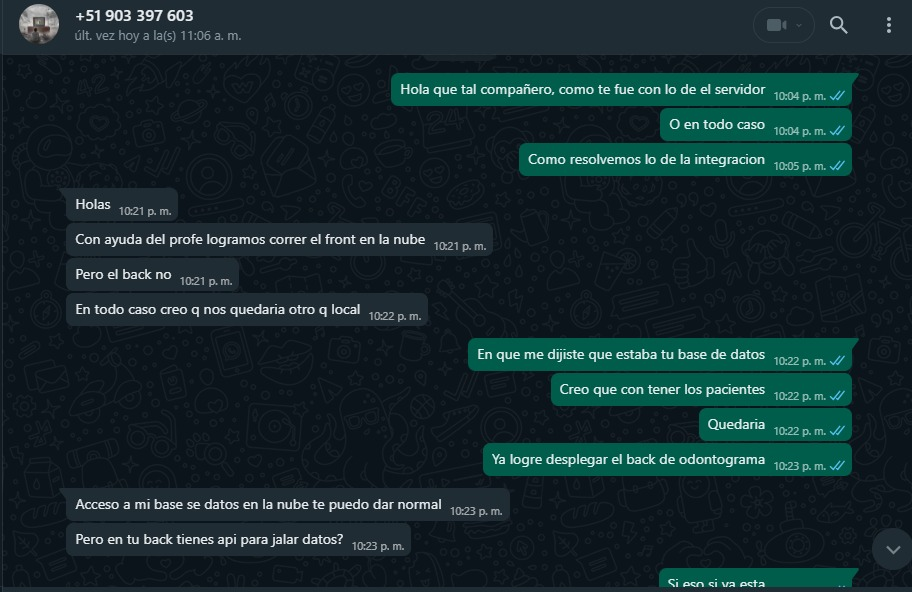 +51 903 397 603
últ. vez hoy a la(s) 11:06 a. m.
Hola que tal compañero, como te fue con lo de el servidor 10:04 p. m.
O en todo caso 10:04 p. m.
Como resolvemos lo de la integracion 10:05 p. m.
Holas 10:21 p. m.
Con ayuda del profe logramos correr el front en la nube 10:21 p. m.
Pero el back no 10:21 p. m.
En todo caso creo q nos quedaria otro q local 10:22 p. m.
En que me dijiste que estaba tu base de datos 10:22 p. m.
Creo que con tener los pacientes 10:22 p. m.
Quedaria 10:22 p. m.
Ya logre desplegar el back de odontograma 10:23 p. m.
Acceso a mi base se datos en la nube te puedo dar normal 10:23 p. m.
Pero en tu back tienes api para jalar datos? 10:23 p. m.
Si eso si ya esta